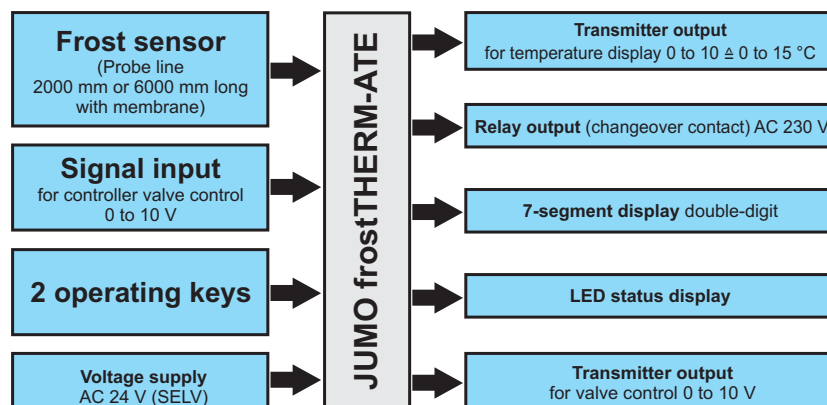 Frost sensor
(Probe line
2000 mm or 6000 mm long
with membrane)
Signal input
for controller valve control
0 to 10 V
2 operating keys
Voltage supply
AC 24 V (SELV)
JUMO frostTHERM-ATE
Transmitter output
for temperature display 0 to 10 ≙ 0 to 15 °C
Relay output (changeover contact) AC 230 V
7-segment display double-digit
LED status display
Transmitter output
for valve control 0 to 10 V